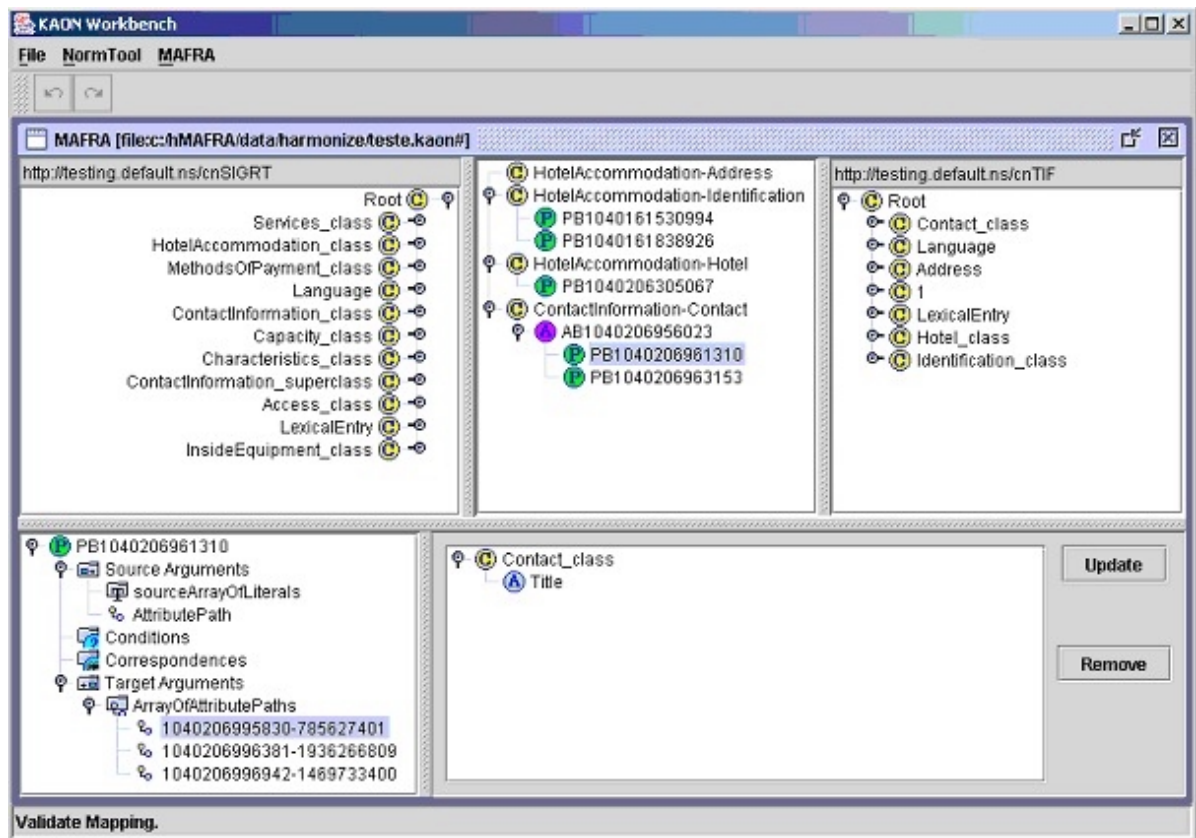 KAON Workbench
File NormTool MAFRA
MAFRA [file:c:/hMAFRA/data/harmonize/teste.kaon#]
http://testing.default.ns/cnSIGRT
Root
Services_class
HotelAccommodation_class
MethodsOfPayment_class
Language
ContactInformation_class
Capacity_class
Characteristics_class
ContactInformation_superclass
Access_class
LexicalEntry
InsideEquipment_class
HotelAccommodation-Address
HotelAccommodation-Identification
PB1040161530994
PB1040161838926
HotelAccommodation-Hotel
PB1040206305067
ContactInformation-Contact
AB1040206956023
PB1040206961310
PB1040206963153
http://testing.default.ns/cnTIF
Root
Contact_class
Language
Address
1
LexicalEntry
Hotel_class
Identification_class
PB1040206961310
Source Arguments
sourceArrayOfLiterals
AttributePath
Conditions
Correspondences
Target Arguments
ArrayOfAttributePaths
1040206995830-785627401
1040206996381-1936266809
1040206996942-1469733400
Contact_class
Title
Update
Remove
Validate Mapping.